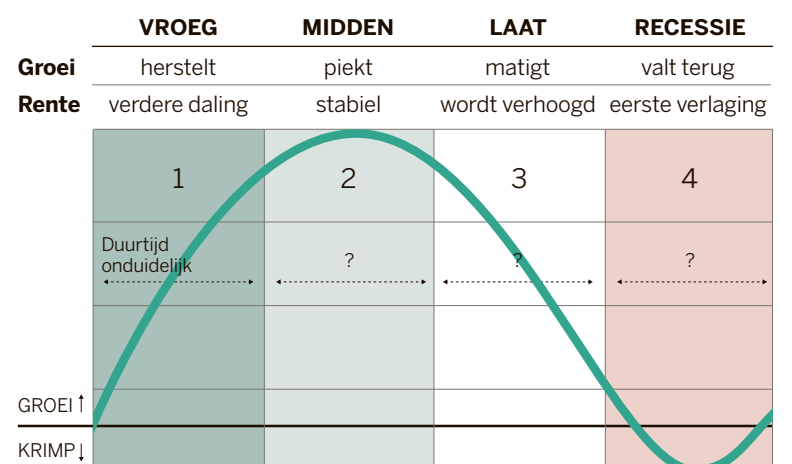 VROEG MIDDEN LAAT RECESSIE
Groei herstelt piekt matigt valt terug
Rente verdere daling stabiel wordt verhoogd eerste verlaging
1 2 3 4
Duurtijd
onduidelijk ? ? ?
GROEI↑
KRIMP↓